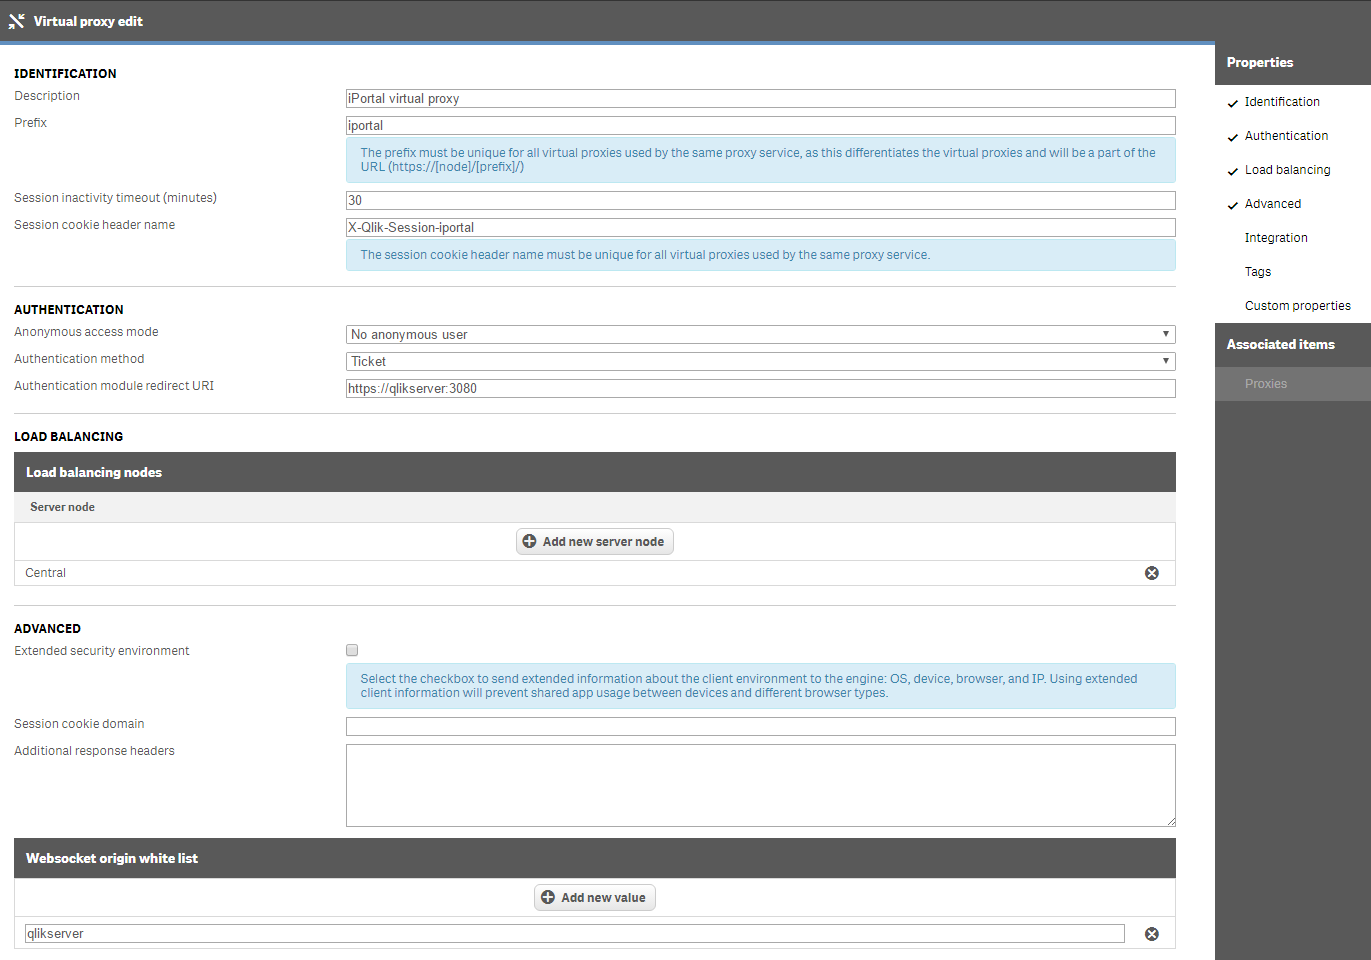 Virtual proxy edit
IDENTIFICATION
Description
iPortal virtual proxy
Prefix
iportal
The prefix must be unique for all virtual proxies used by the same proxy service, as this differentiates the virtual proxies and will be a part of the
URL (https://[node]/[prefix]/)
Session inactivity timeout (minutes)
30
Session cookie header name
X-Qlik-Session-iportal
The session cookie header name must be unique for all virtual proxies used by the same proxy service.
AUTHENTICATION
Anonymous access mode
No anonymous user
Authentication method
Ticket
Authentication module redirect URI
https://qlikserver:3080
LOAD BALANCING
Load balancing nodes
Server node
Add new server node
Central
ADVANCED
Extended security environment
Select the checkbox to send extended information about the client environment to the engine: OS, device, browser, and IP. Using extended
client information will prevent shared app usage between devices and different browser types.
Session cookie domain
Additional response headers
Websocket origin white list
Add new value
qlikserver
Properties
Identification
Authentication
Load balancing
Advanced
Integration
Tags
Custom properties
Associated items
Proxies